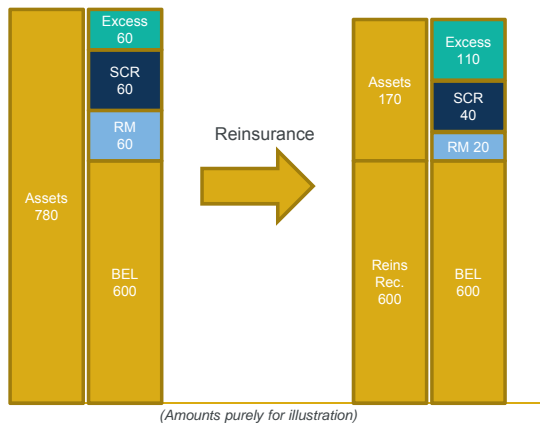 Assets
780
Excess
60
SCR
60
RM
60
BEL
600
Reinsurance
Assets
170
Reins
Rec.
600
Excess
110
SCR
40
RM 20
BEL
600
(Amounts purely for illustration)